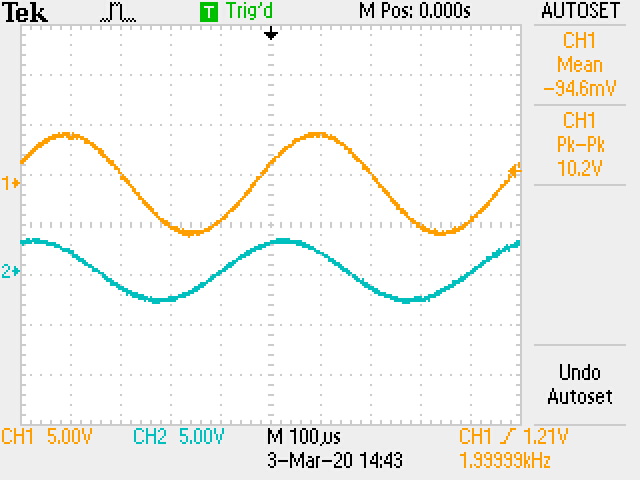 Tek T Trig'd M Pos: 0.000s AUTOSET
CH1
Mean
-94.6mV
CH1
Pk-Pk
10.2V
1
2
Undo
Autoset
CH1 5.00V CH2 5.00V M 100µs CH1 1.21V
3-Mar-20 14:43 1.99999kHz